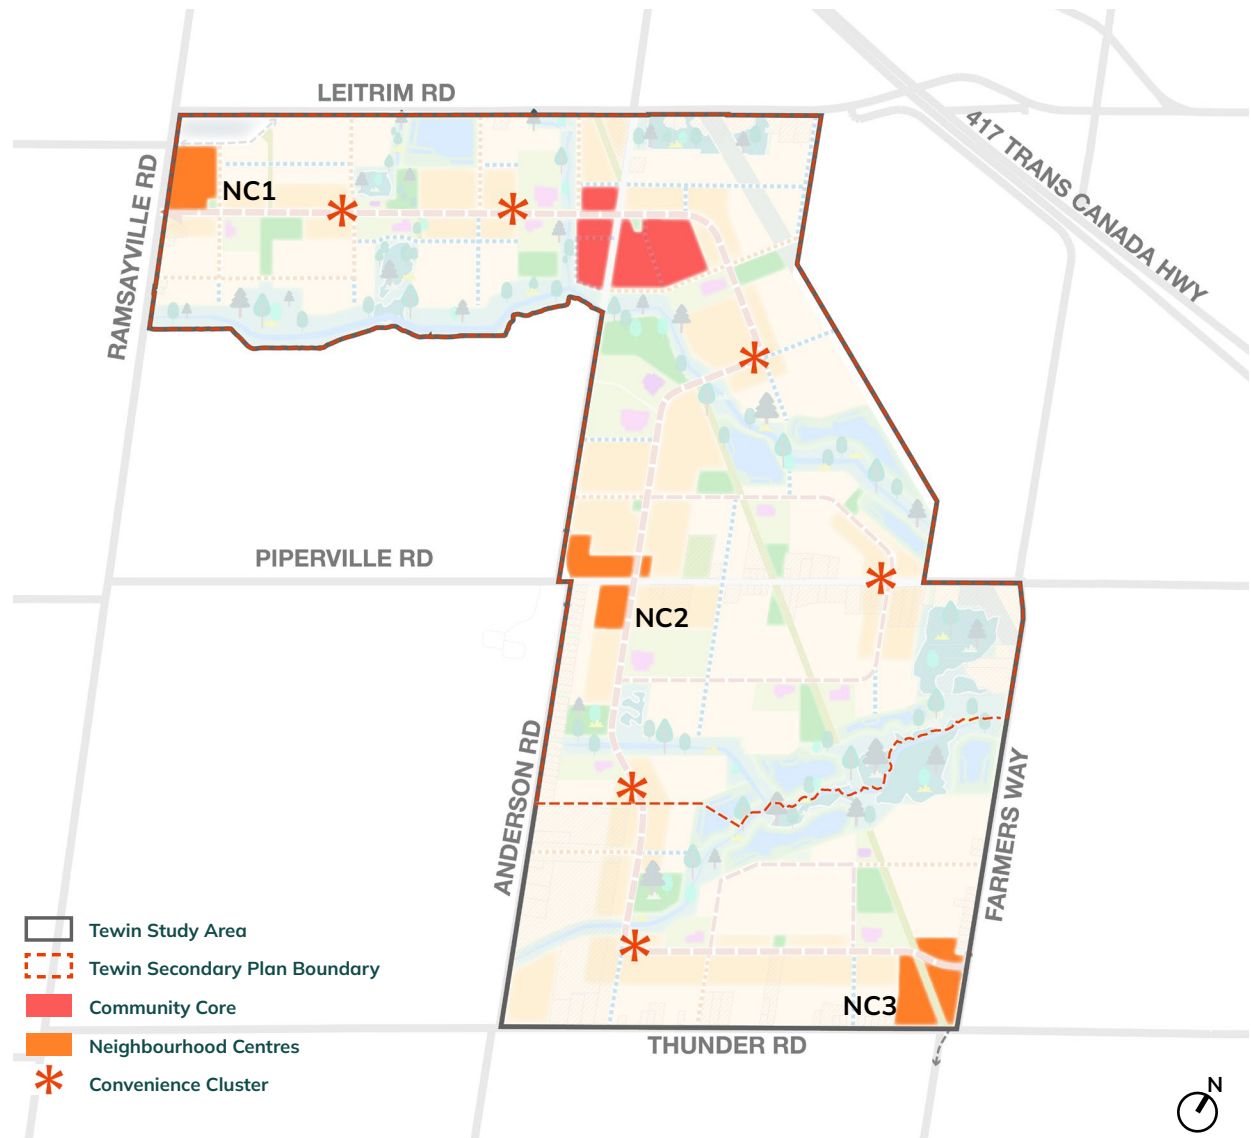 LEITRIM RD
417 TRANS CANADA HWY
RAMSAYVILLE RD
NC1
PIPERVILLE RD
NC2
ANDERSON RD
FARMERS WAY
NC3
THUNDER RD
Tewin Study Area
Tewin Secondary Plan Boundary
Community Core
Neighbourhood Centres
Convenience Cluster
N